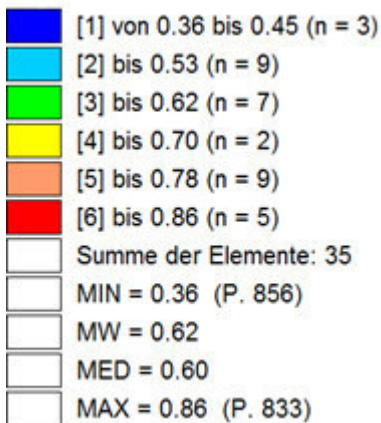 [1] von 0.36 bis 0.45 (n = 3)
[2] bis 0.53 (n = 9)
[3] bis 0.62 (n = 7)
[4] bis 0.70 (n = 2)
[5] bis 0.78 (n = 9)
[6] bis 0.86 (n = 5)
Summe der Elemente: 35
MIN = 0.36 (P. 856)
MW = 0.62
MED = 0.60
MAX = 0.86 (P. 833)